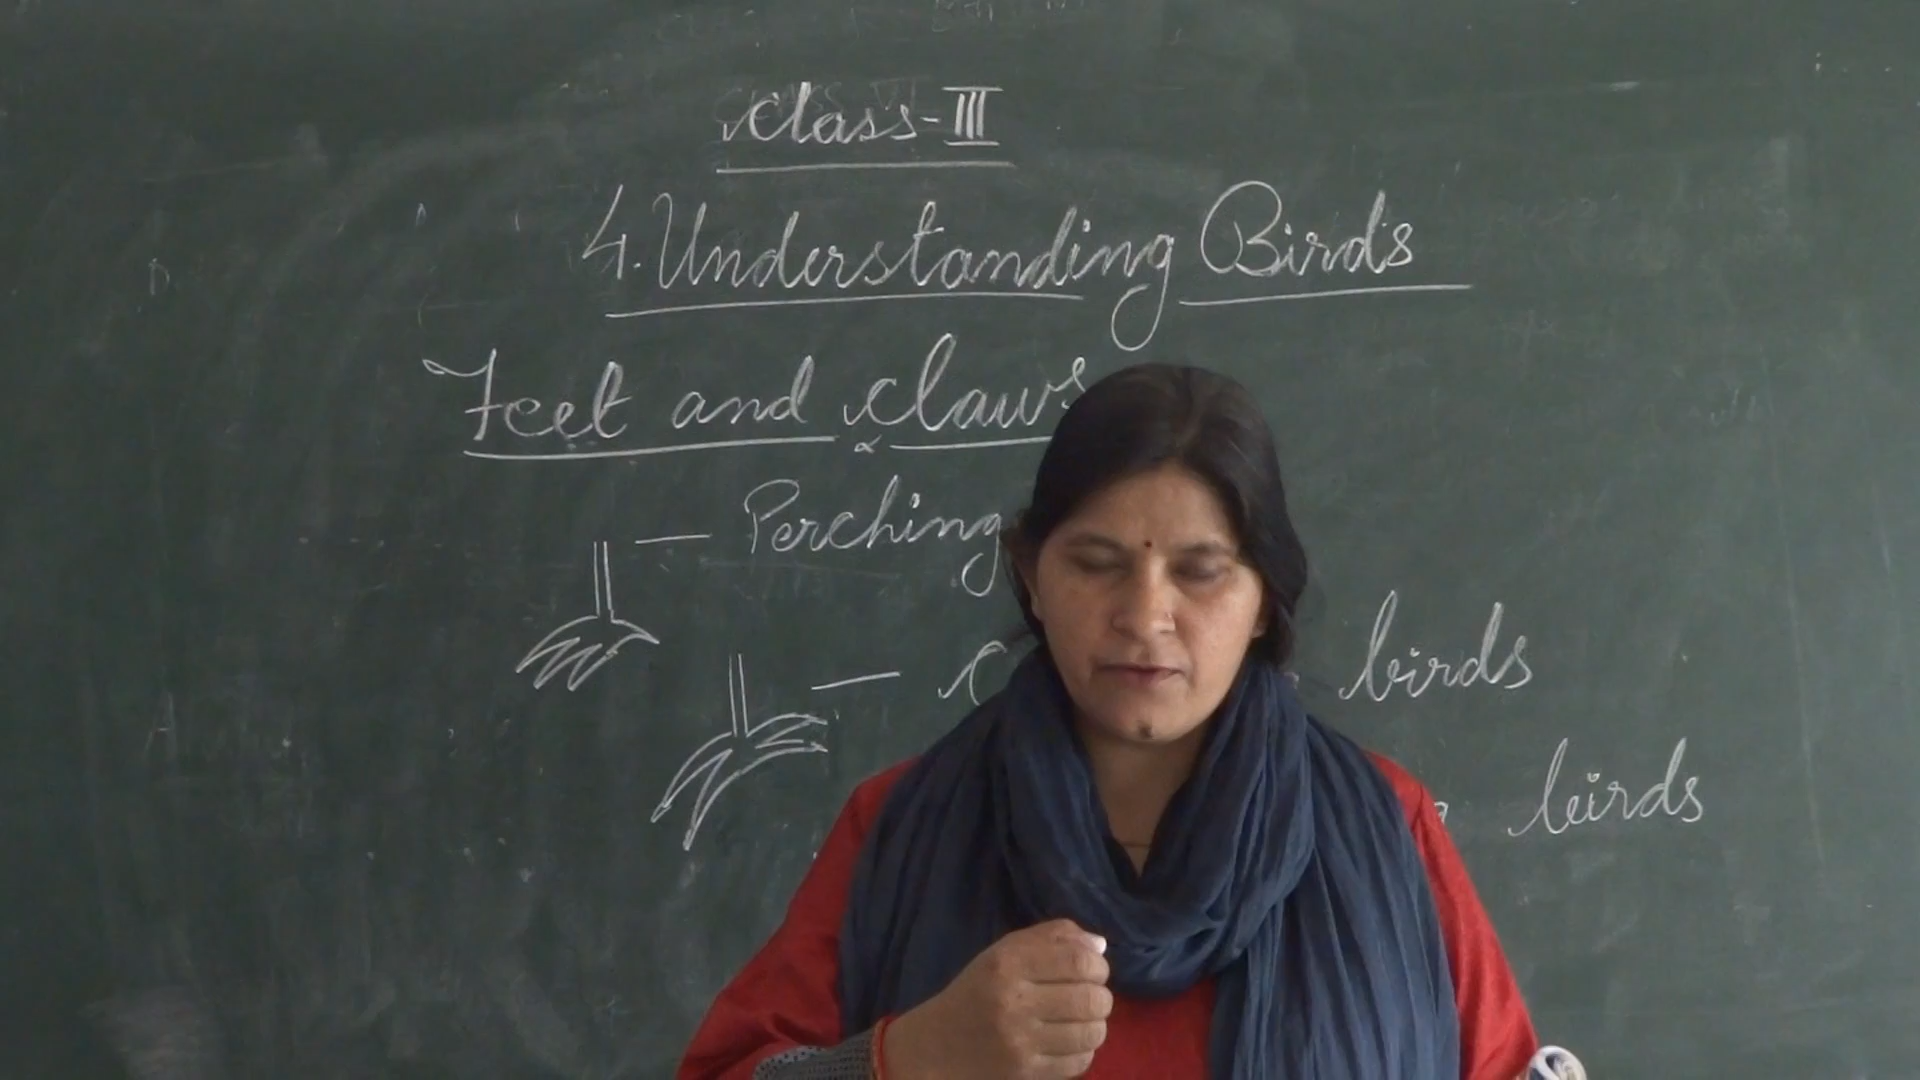 Class-III
4. Understanding Birds
Feet and claws
Perching
birds
birds